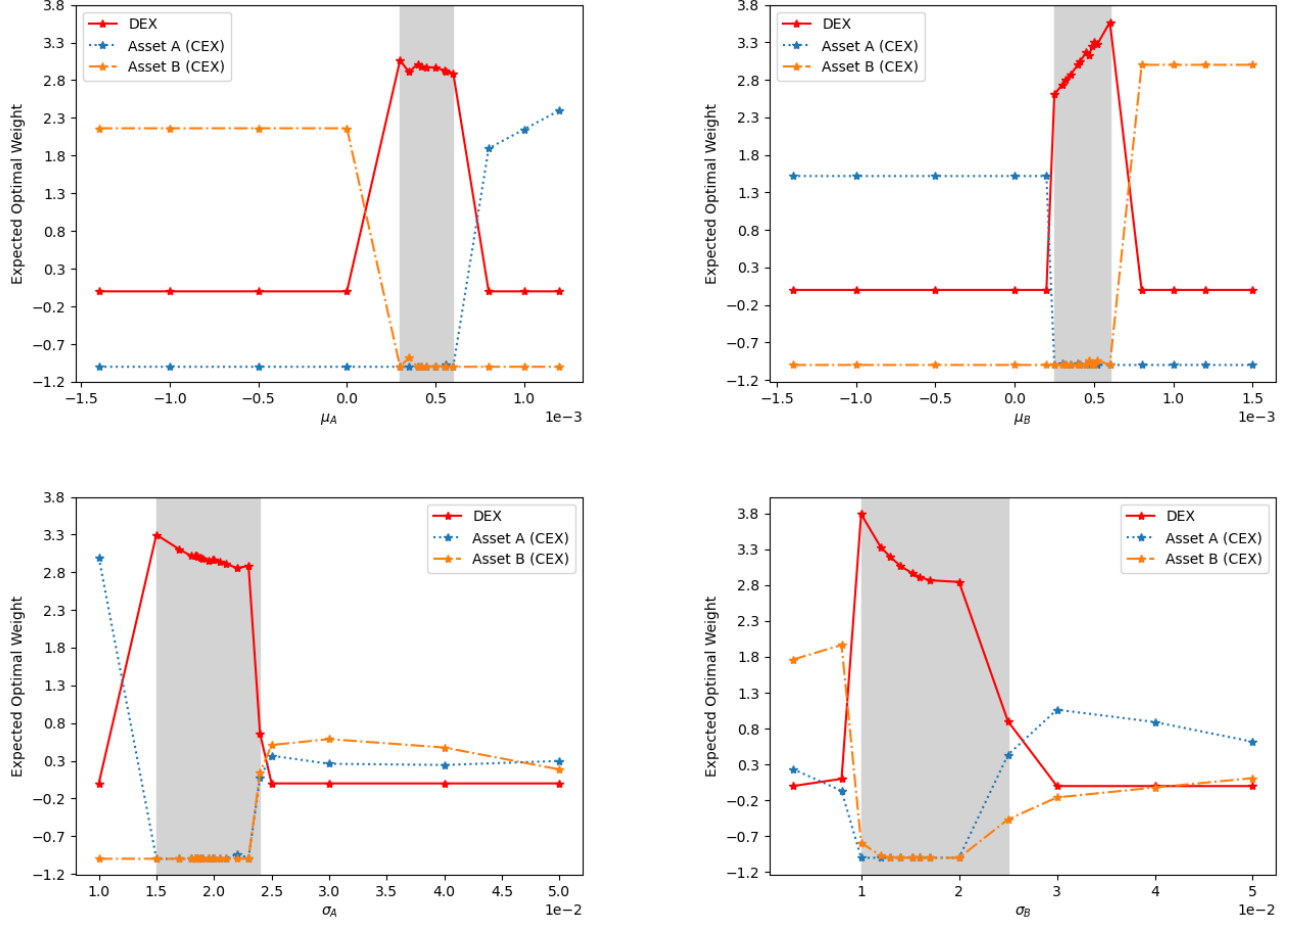 Expected Optimal Weight
3.8
3.3
2.8
2.3
1.8
1.3
0.8
0.3
−0.2
−0.7
−1.2
DEX
Asset A (CEX)
Asset B (CEX)
−1.5 −1.0 −0.5 0.0 0.5 1.0
1e−3
μA
Expected Optimal Weight
3.8
3.3
2.8
2.3
1.8
1.3
0.8
0.3
−0.2
−0.7
−1.2
DEX
Asset A (CEX)
Asset B (CEX)
−1.5 −1.0 −0.5 0.0 0.5 1.0 1.5
1e−3
μB
Expected Optimal Weight
3.8
3.3
2.8
2.3
1.8
1.3
0.8
0.3
−0.2
−0.7
−1.2
DEX
Asset A (CEX)
Asset B (CEX)
1.0 1.5 2.0 2.5 3.0 3.5 4.0 4.5 5.0
1e−2
σA
Expected Optimal Weight
3.8
3.3
2.8
2.3
1.8
1.3
0.8
0.3
−0.2
−0.7
−1.2
DEX
Asset A (CEX)
Asset B (CEX)
1 2 3 4 5
1e−2
σB